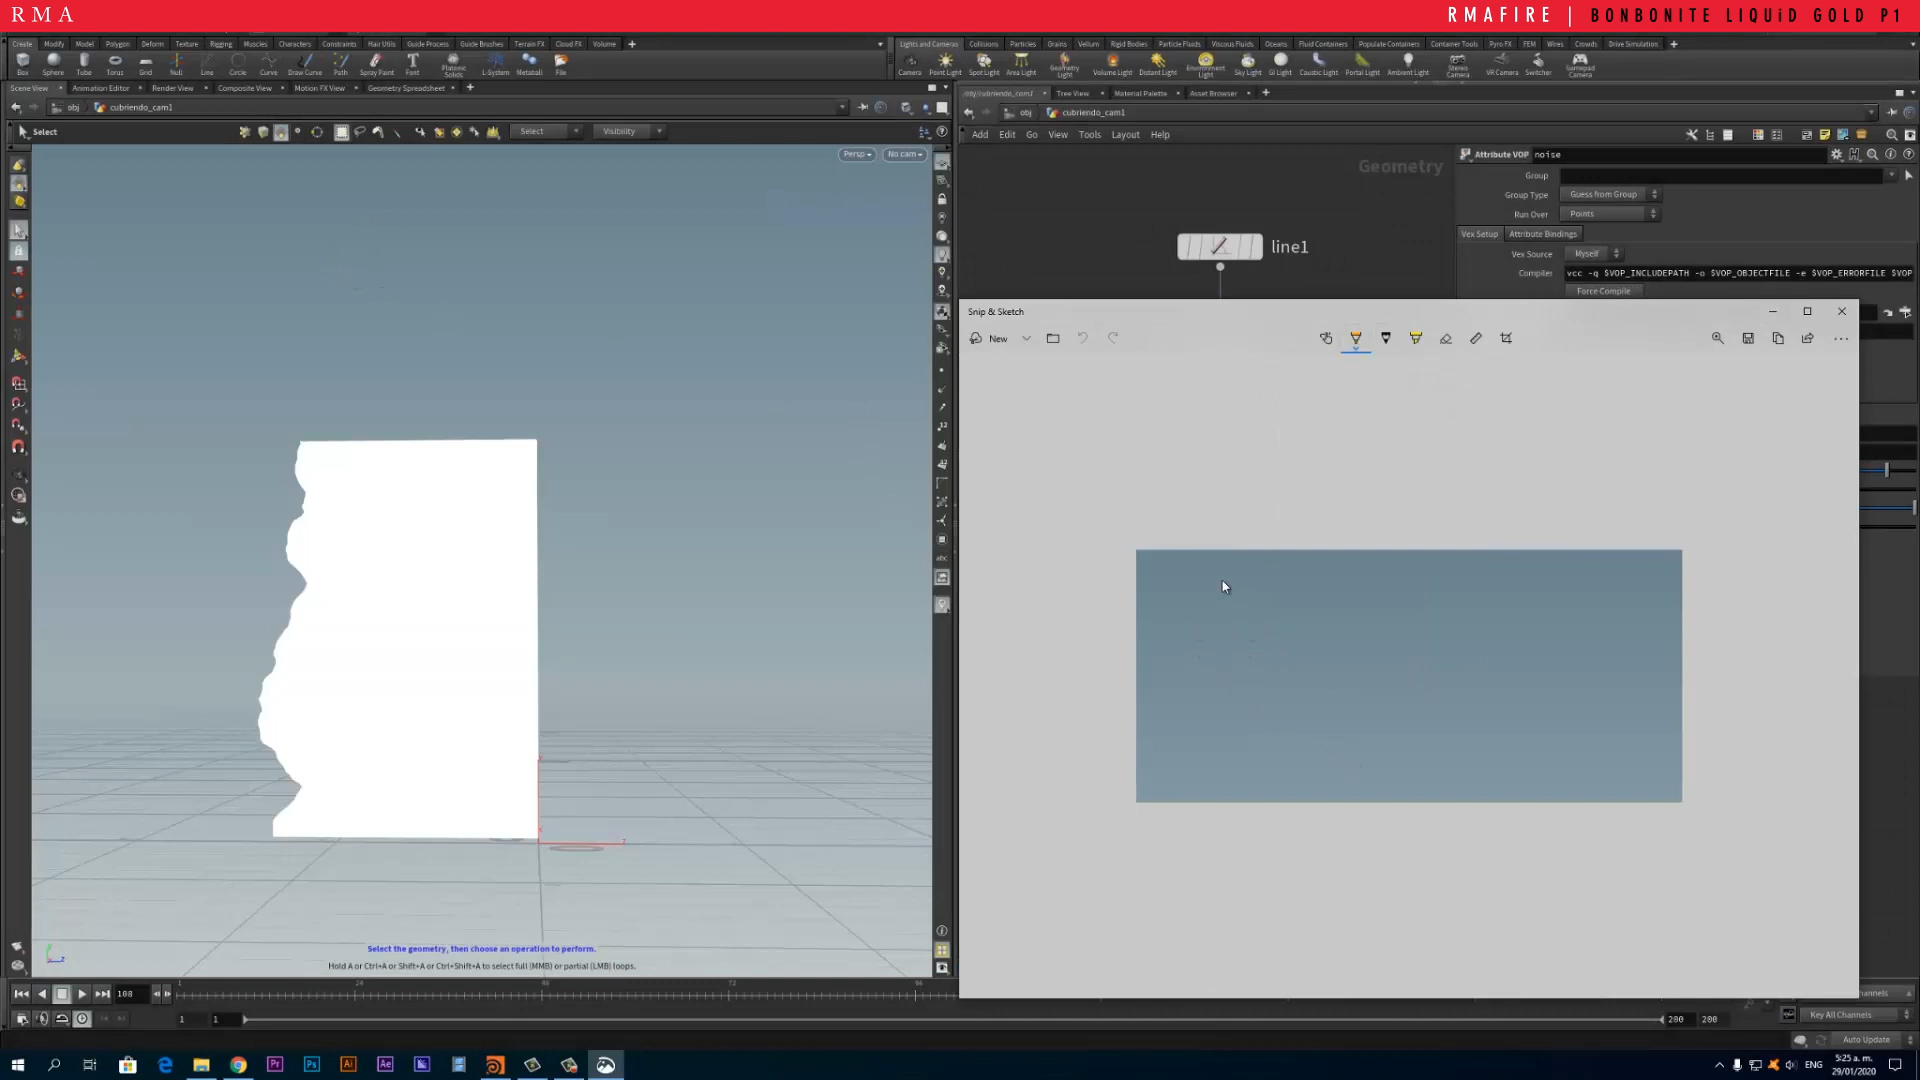 RMA
RMAFIRE | BONBONITE LIQUiD GOLD P1
Create Modify Model Polygon Deform Texture Rigging Muscles Characters Constraints Hair Utils Guide Process Guide Brushes Terrain FX Cloud FX Volume
Lights and Cameras Collisions Particles Grains Vellum Rigid Bodies Particle Fluids Viscous Fluids Oceans Fluid Containers Populate Containers Container Tools Pyro FX FEM Wires Crowds Drive Simulation
Box Sphere Tube Torus Grid Null Line Circle Curve Draw Curve Path Spray Paint Font Platonic Solids L-System Metaball File
Camera Point Light Spot Light Area Light Geometry Light Volume Light Distant Light Environment Light Sky Light GI Light Caustic Light Portal Light Ambient Light Stereo Camera VR Camera Switcher Gamepad Camera
Scene View Animation Editor Render View Composite View Motion FX View Geometry Spreadsheet
/obj/cubriendo_cam1 Tree View Material Palette Asset Browser
obj cubriendo_cam1
obj cubriendo_cam1
Select Select Visibility
Add Edit Go View Tools Layout Help
Persp No cam
Geometry
line1
Attribute VOP noise
Group
Group Type Guess from Group
Run Over Points
Vex Setup Attribute Bindings
Vex Source Myself
Compiler vcc -q $VOP_INCLUDEPATH -o $VOP_OBJECTFILE -e $VOP_ERRORFILE $VOP
Force Compile
Snip & Sketch
New
abc
Select the geometry, then choose an operation to perform.
Hold A or Ctrl+A or Shift+A or Ctrl+Shift+A to select full (MMB) or partial (LMB) loops.
108 1 24 48 72 96
1 1 200 200
hannels
Key All Channels
Auto Update
ENG
5:25 a. m.
29/01/2020